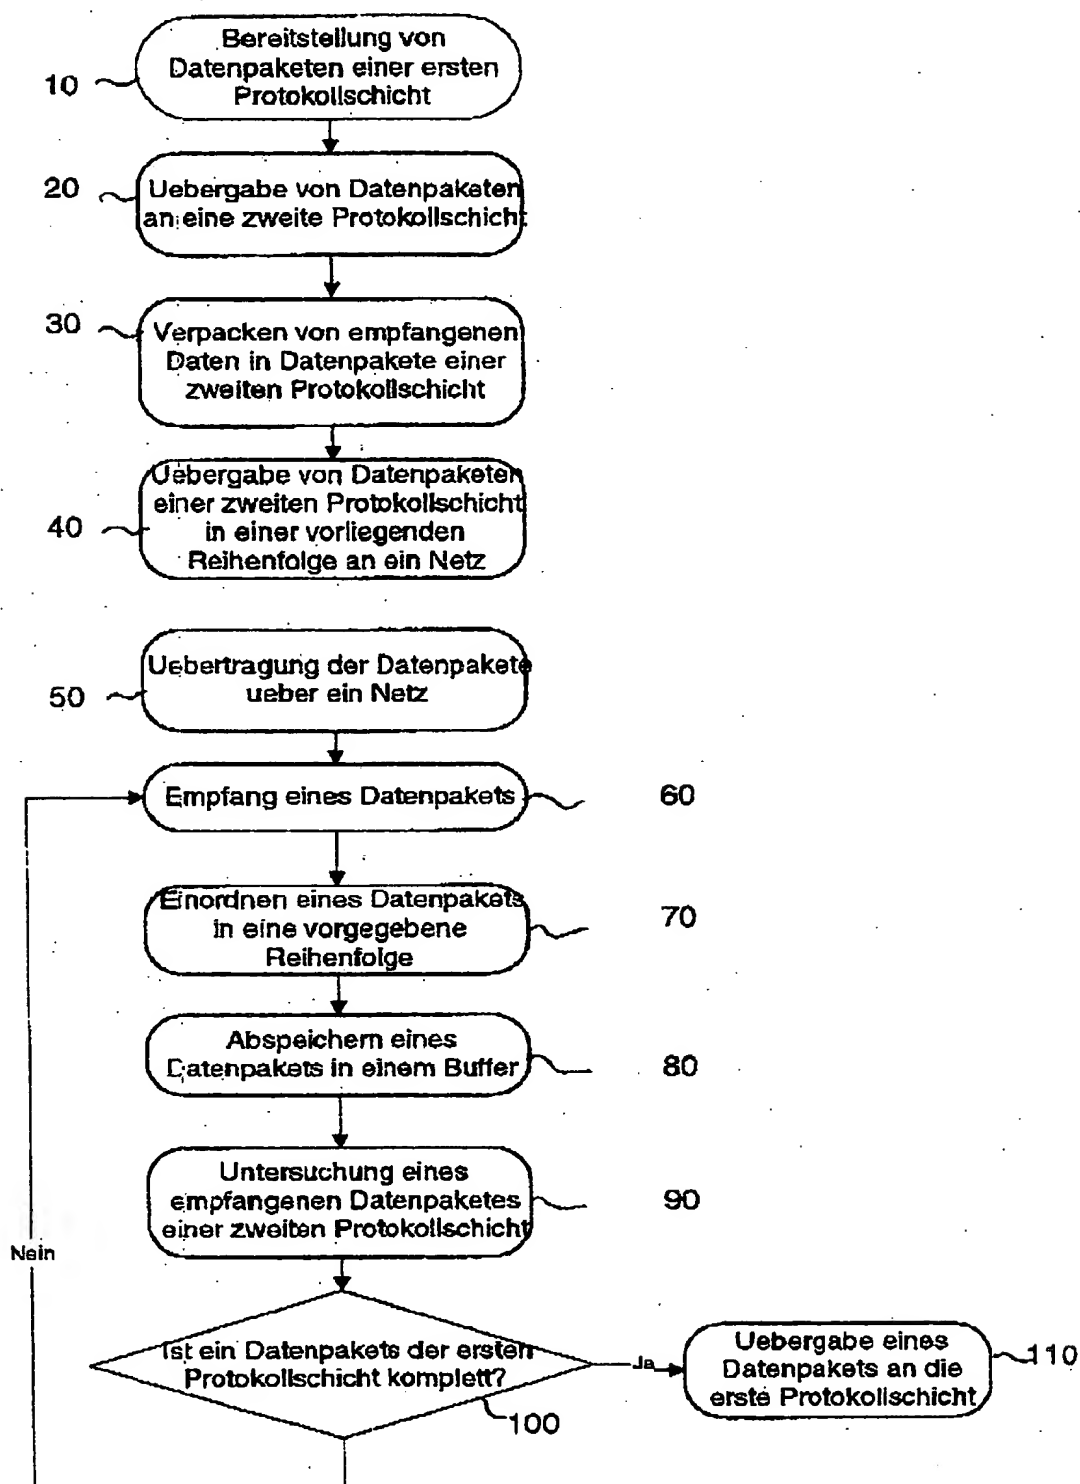 Bereitstellung von
Datenpaketen einer ersten
Protokollschicht
10
20
Uebergabe von Datenpaketen
an eine zweite Protokollschicht
30
Verpacken von empfangenen
Daten in Datenpakete einer
zweiten Protokollschicht
Uebergabe von Datenpaketen
einer zweiten Protokollschicht
in einer vorliegenden
Reihenfolge an ein Netz
40
Uebertragung der Datenpakete
ueber ein Netz
50
Empfang eines Datenpakets
60
Einordnen eines Datenpakets
in eine vorgegebene
Reihenfolge
70
Abspeichern eines
Datenpakets in einem Buffer
80
Untersuchung eines
empfangenen Datenpaketes
einer zweiten Protokollschicht
90
Nein
Ist ein Datenpakets der ersten
Protokollschicht komplett?
100
Ja
Uebergabe eines
Datenpakets an die
erste Protokollschicht
110